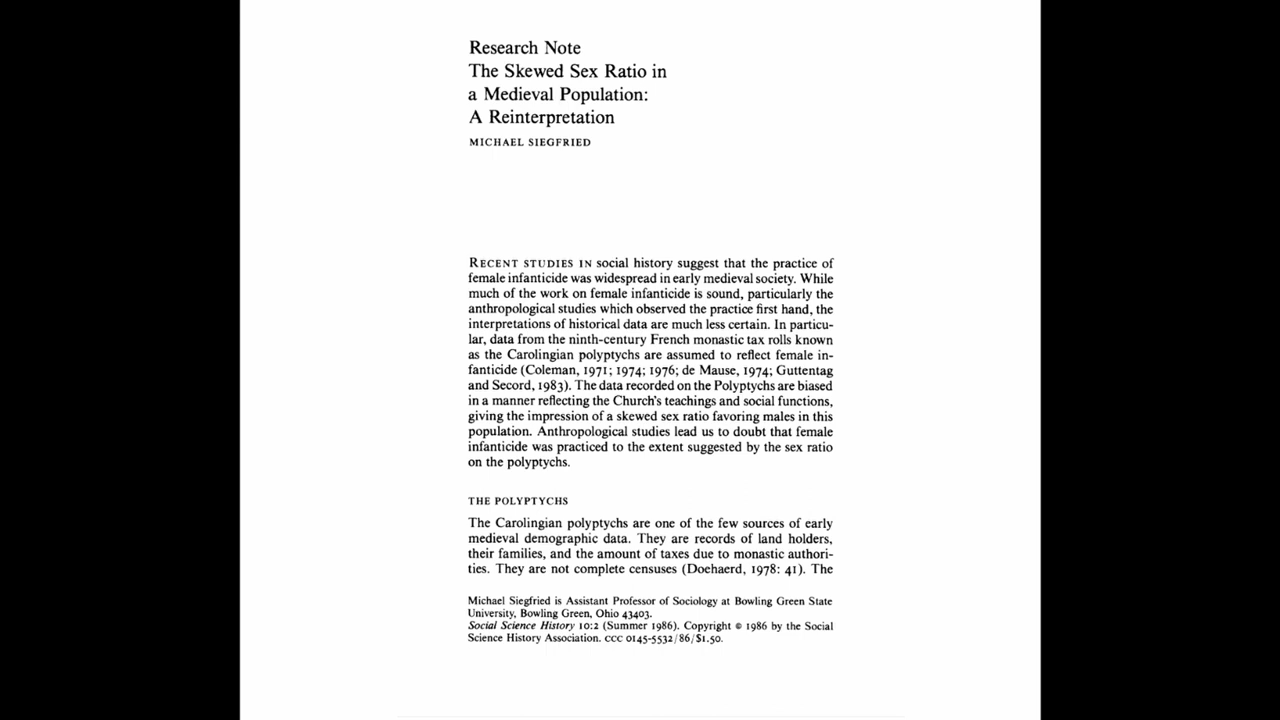 Research Note
The Skewed Sex Ratio in
a Medieval Population:
A Reinterpretation
MICHAEL SIEGFRIED
RECENT STUDIES IN social history suggest that the practice of
female infanticide was widespread in early medieval society. While
much of the work on female infanticide is sound, particularly the
anthropological studies which observed the practice first hand, the
interpretations of historical data are much less certain. In particu-
lar, data from the ninth-century French monastic tax rolls known
as the Carolingian polyptychs are assumed to reflect female in-
fanticide (Coleman, 1971; 1974; 1976; de Mause, 1974; Guttentag
and Secord, 1983). The data recorded on the Polyptychs are biased
in a manner reflecting the Church's teachings and social functions,
giving the impression of a skewed sex ratio favoring males in this
population. Anthropological studies lead us to doubt that female
infanticide was practiced to the extent suggested by the sex ratio
on the polyptychs.
THE POLYPTYCHS
The Carolingian polyptychs are one of the few sources of early
medieval demographic data. They are records of land holders,
their families, and the amount of taxes due to monastic authori-
ties. They are not complete censuses (Doehaerd, 1978: 41). The
Michael Siegfried is Assistant Professor of Sociology at Bowling Green State
University, Bowling Green, Ohio 43403.
Social Science History 10:2 (Summer 1986). Copyright © 1986 by the Social
Science History Association. CCC 0145-5532/86/$1.50.